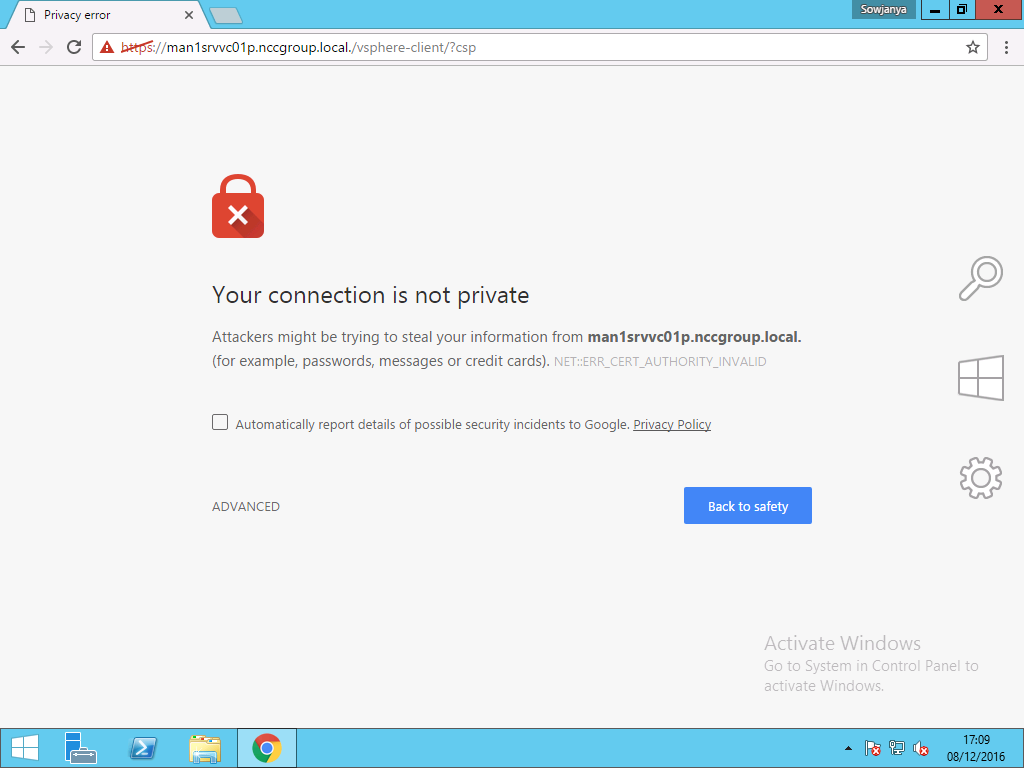 Privacy error
Sowjanya
https://man1srvvc01p.nccgroup.local./vsphere-client/?csp
Your connection is not private
Attackers might be trying to steal your information from man1srvvc01p.nccgroup.local.
(for example, passwords, messages or credit cards). NET::ERR_CERT_AUTHORITY_INVALID
Automatically report details of possible security incidents to Google. Privacy Policy
ADVANCED
Back to safety
Activate Windows
Go to System in Control Panel to
activate Windows.
17:09
08/12/2016